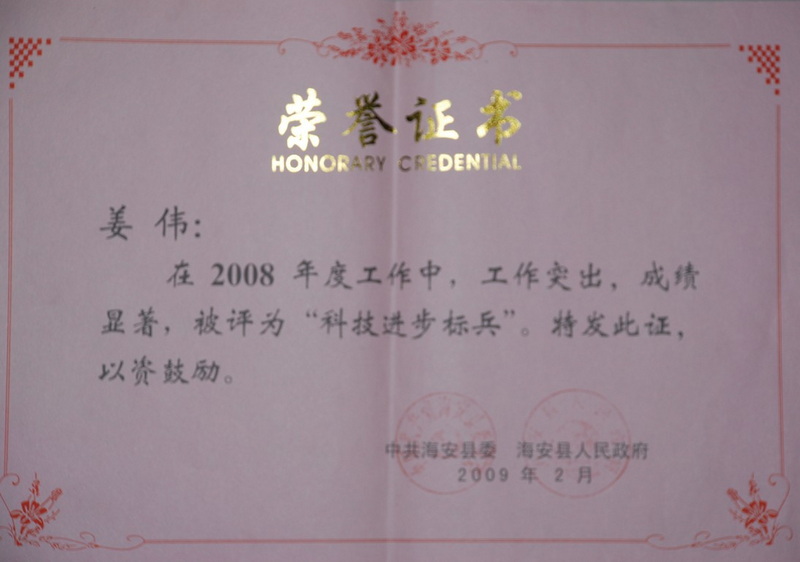 荣誉证书
HONORARY CREDENTIAL
姜 伟：
在 2008 年度工作中，工作突出，成绩
显著，被评为“科技进步标兵”。特发此证，
以资鼓励。
中共海安县委 海安县人民政府
2009 年 2 月